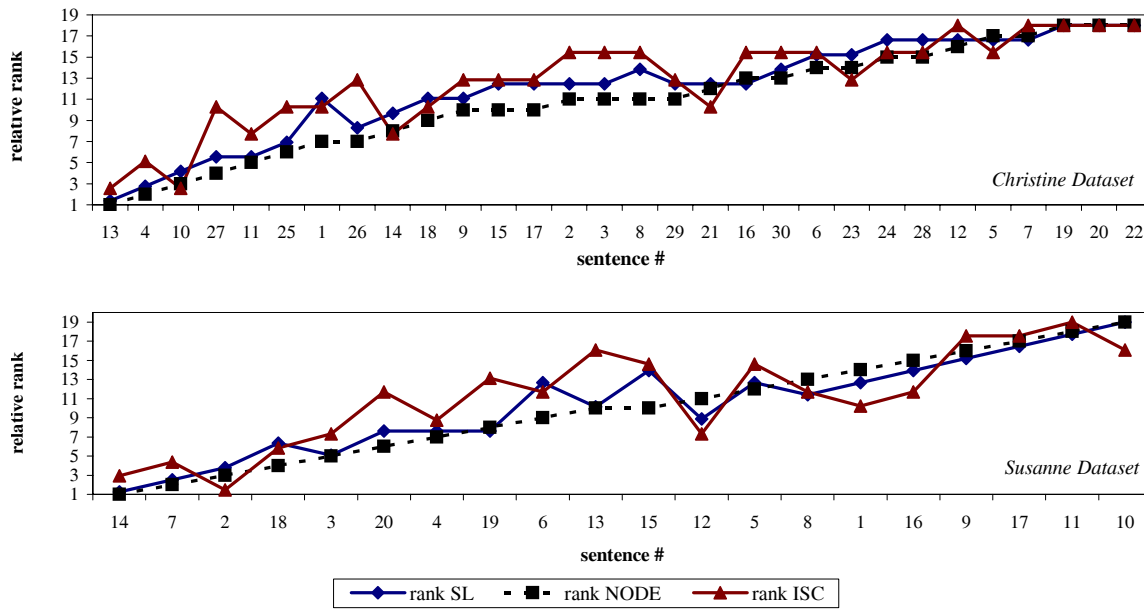 19
17
15
13
11
9
7
5
3
1
relative rank
Christine Dataset
13 4 10 27 11 25 1 26 14 18 9 15 17 2 3 8 29 21 16 30 6 23 24 28 12 5 7 19 20 22
sentence #
19
17
15
13
11
9
7
5
3
1
relative rank
Susanne Dataset
14 7 2 18 3 20 4 19 6 13 15 12 5 8 1 16 9 17 11 10
sentence #
rank SL rank NODE rank ISC